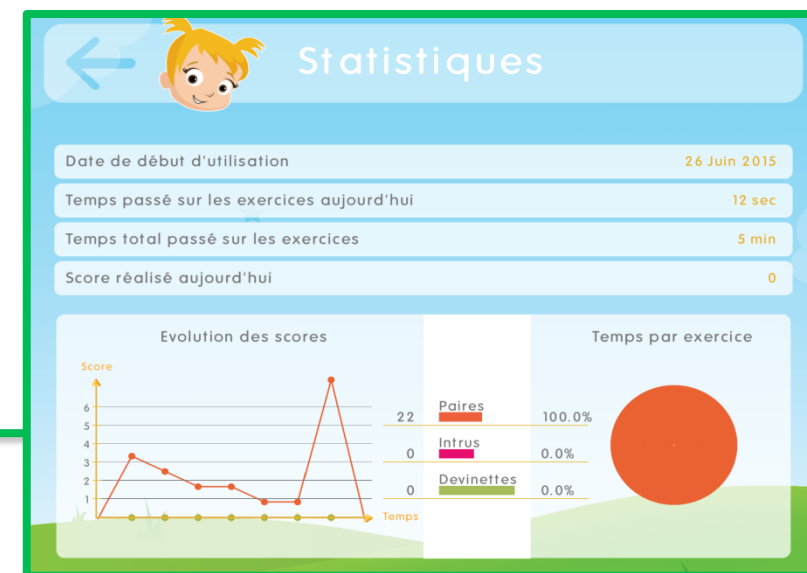 Statistiques
Date de début d'utilisation 26 Juin 2015
Temps passé sur les exercices aujourd'hui 12 sec
Temps total passé sur les exercices 5 min
Score réalisé aujourd'hui 0
Evolution des scores
Score
6
5
4
3
2
1
Temps
22 Paires 100.0%
0 Intrus 0.0%
0 Devinettes 0.0%
Temps par exercice